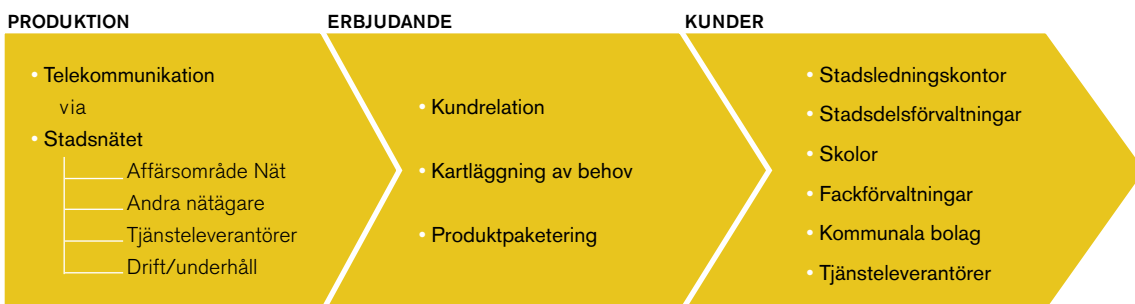 PRODUKTION
• Telekommunikation
via
• Stadsnätet
Affärsområde Nät
Andra nätägare
Tjänsteleverantörer
Drift/underhåll
ERBJUDANDE
• Kundrelation
• Kartläggning av behov
• Produktpaketering
KUNDER
• Stadsledningskontor
• Stadsdelsförvaltningar
• Skolor
• Fackförvaltningar
• Kommunala bolag
• Tjänsteleverantörer